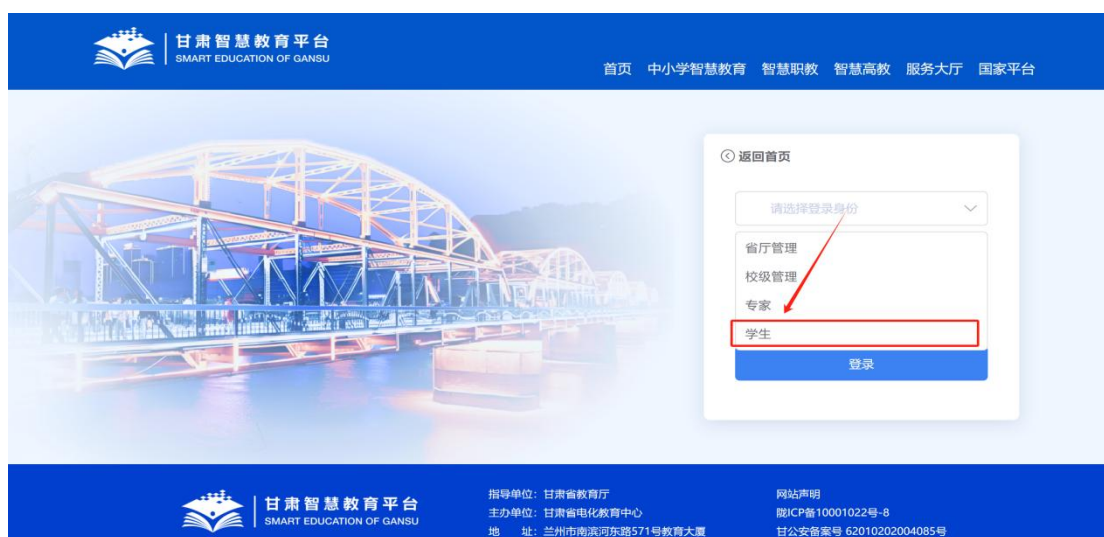 甘肃智慧教育平台
SMART EDUCATION OF GANSU
首页 中小学智慧教育 智慧职教 智慧高教 服务大厅 国家平台
返回首页
请选择登录身份
省厅管理
校级管理
专家
学生
登录
甘肃智慧教育平台
SMART EDUCATION OF GANSU
指导单位：甘肃省教育厅
主办单位：甘肃省电化教育中心
地 址：兰州市南滨河东路571号教育大厦
网站声明
陇ICP备10001022号-8
甘公安备案号 62010202004085号